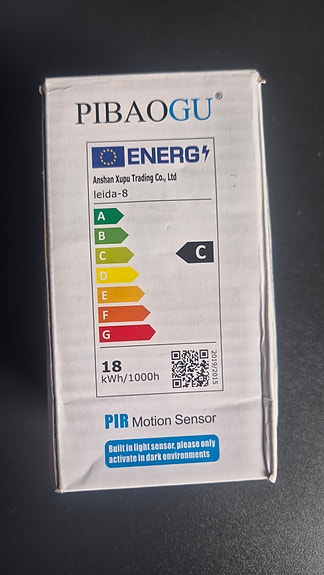 PIBAOGU®
ENERG
Anshan Xupu Trading Co., Ltd
leida-8
A
B
C
D
E
F
G
C
18
kWh/1000h
2019/2015
PIR Motion Sensor
Built in light sensor, please only
activate in dark environments